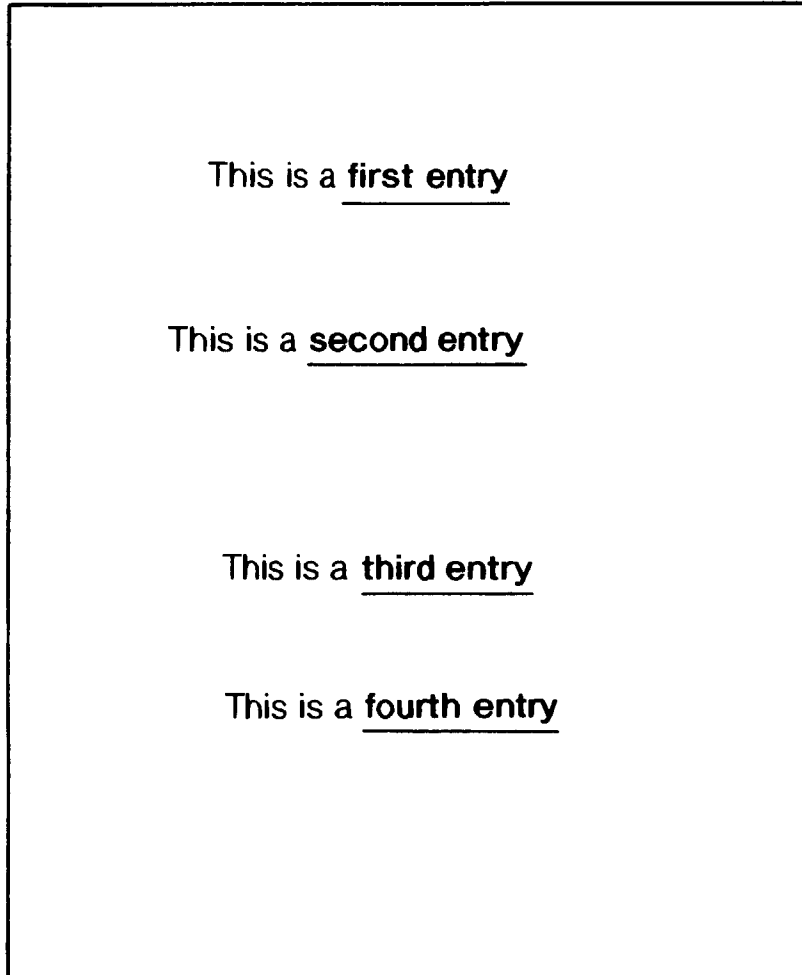 This is a first entry
This is a second entry
This is a third entry
This is a fourth entry